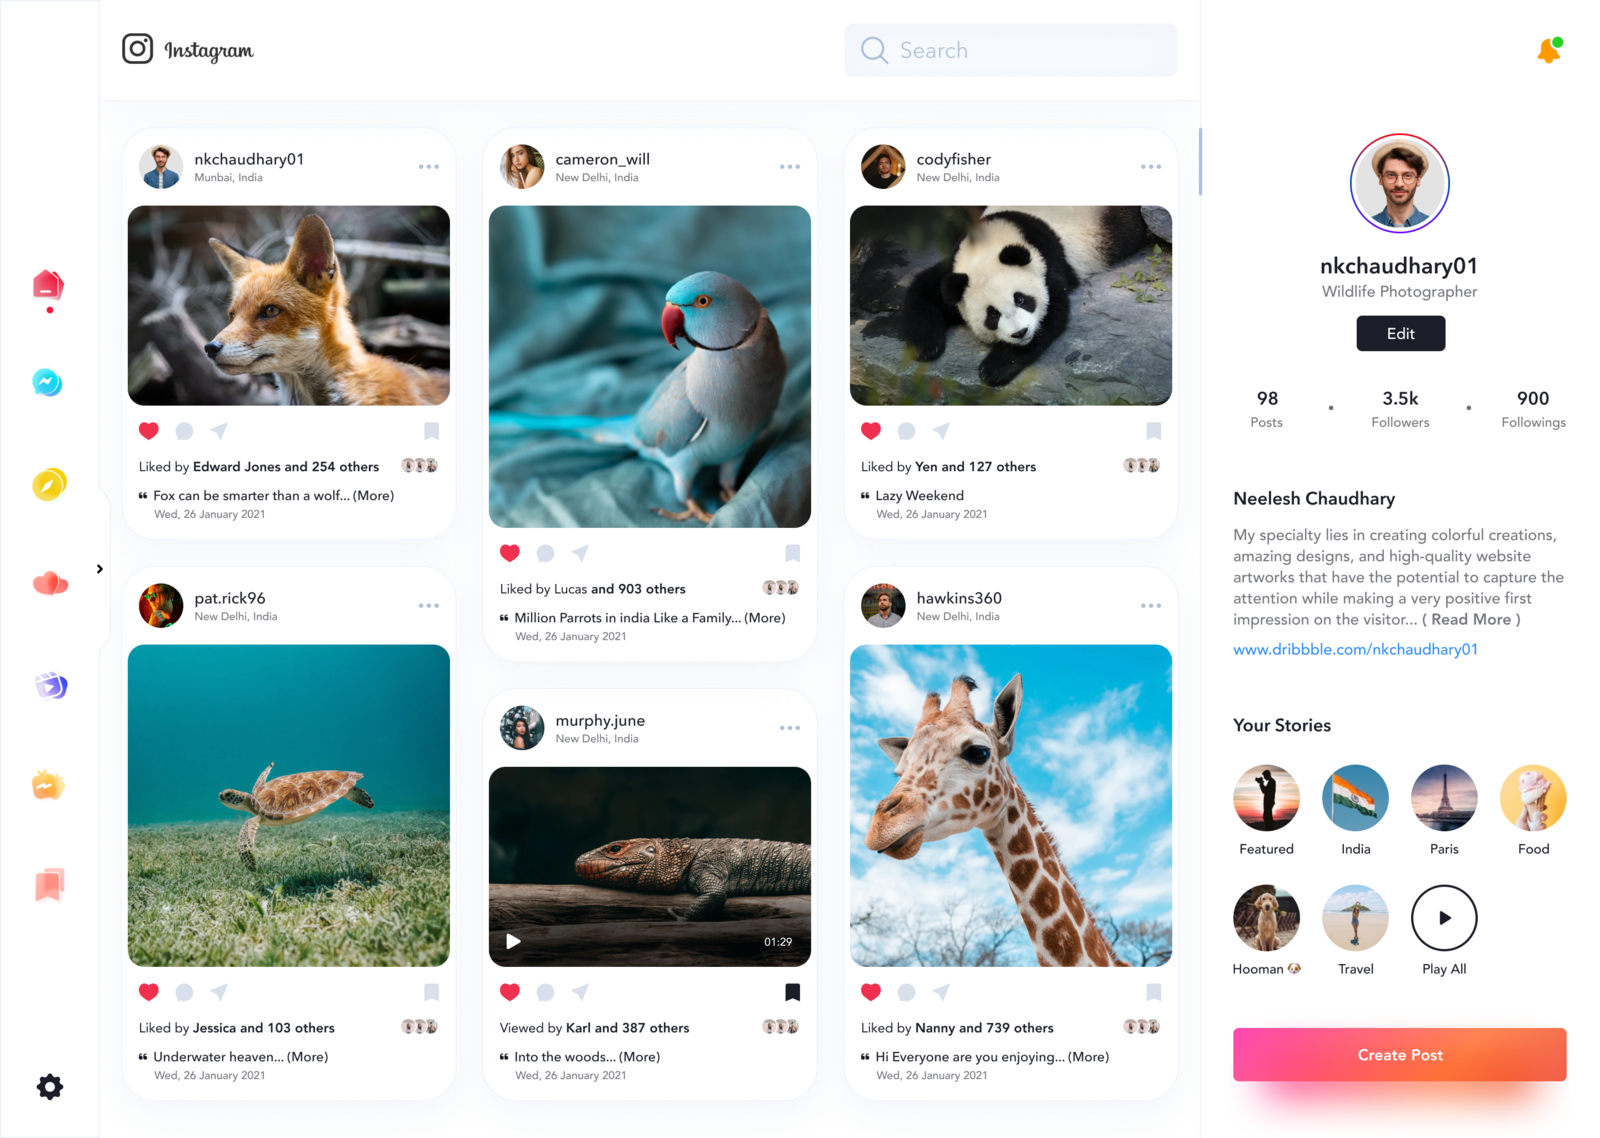 Instagram
Search
nkchaudhary01
Munbai, India
Liked by Edward Jones and 254 others
“ Fox can be smarter than a wolf... (More)
Wed, 26 January 2021
pat.rick96
New Delhi, India
Liked by Jessica and 103 others
“ Underwater heaven... (More)
Wed, 26 January 2021
cameron_will
New Delhi, India
Liked by Lucas and 903 others
“ Million Parrots in india Like a Family... (More)
Wed, 26 January 2021
murphy.june
New Delhi, India
01:29
Viewed by Karl and 387 others
“ Into the woods... (More)
Wed, 26 January 2021
codyfisher
New Delhi, India
Liked by Yen and 127 others
“ Lazy Weekend
Wed, 26 January 2021
hawkins360
New Delhi, India
Liked by Nanny and 739 others
“ Hi Everyone are you enjoying... (More)
Wed, 26 January 2021
nkchaudhary01
Wildlife Photographer
Edit
98 • 3.5k • 900
Posts Followers Followings
Neelesh Chaudhary
My specialty lies in creating colorful creations,
amazing designs, and high-quality website
artworks that have the potential to capture the
attention while making a very positive first
impression on the visitor... ( Read More )
www.dribbble.com/nkchaudhary01
Your Stories
Featured India Paris Food
Hooman 🐶 Travel Play All
Create Post